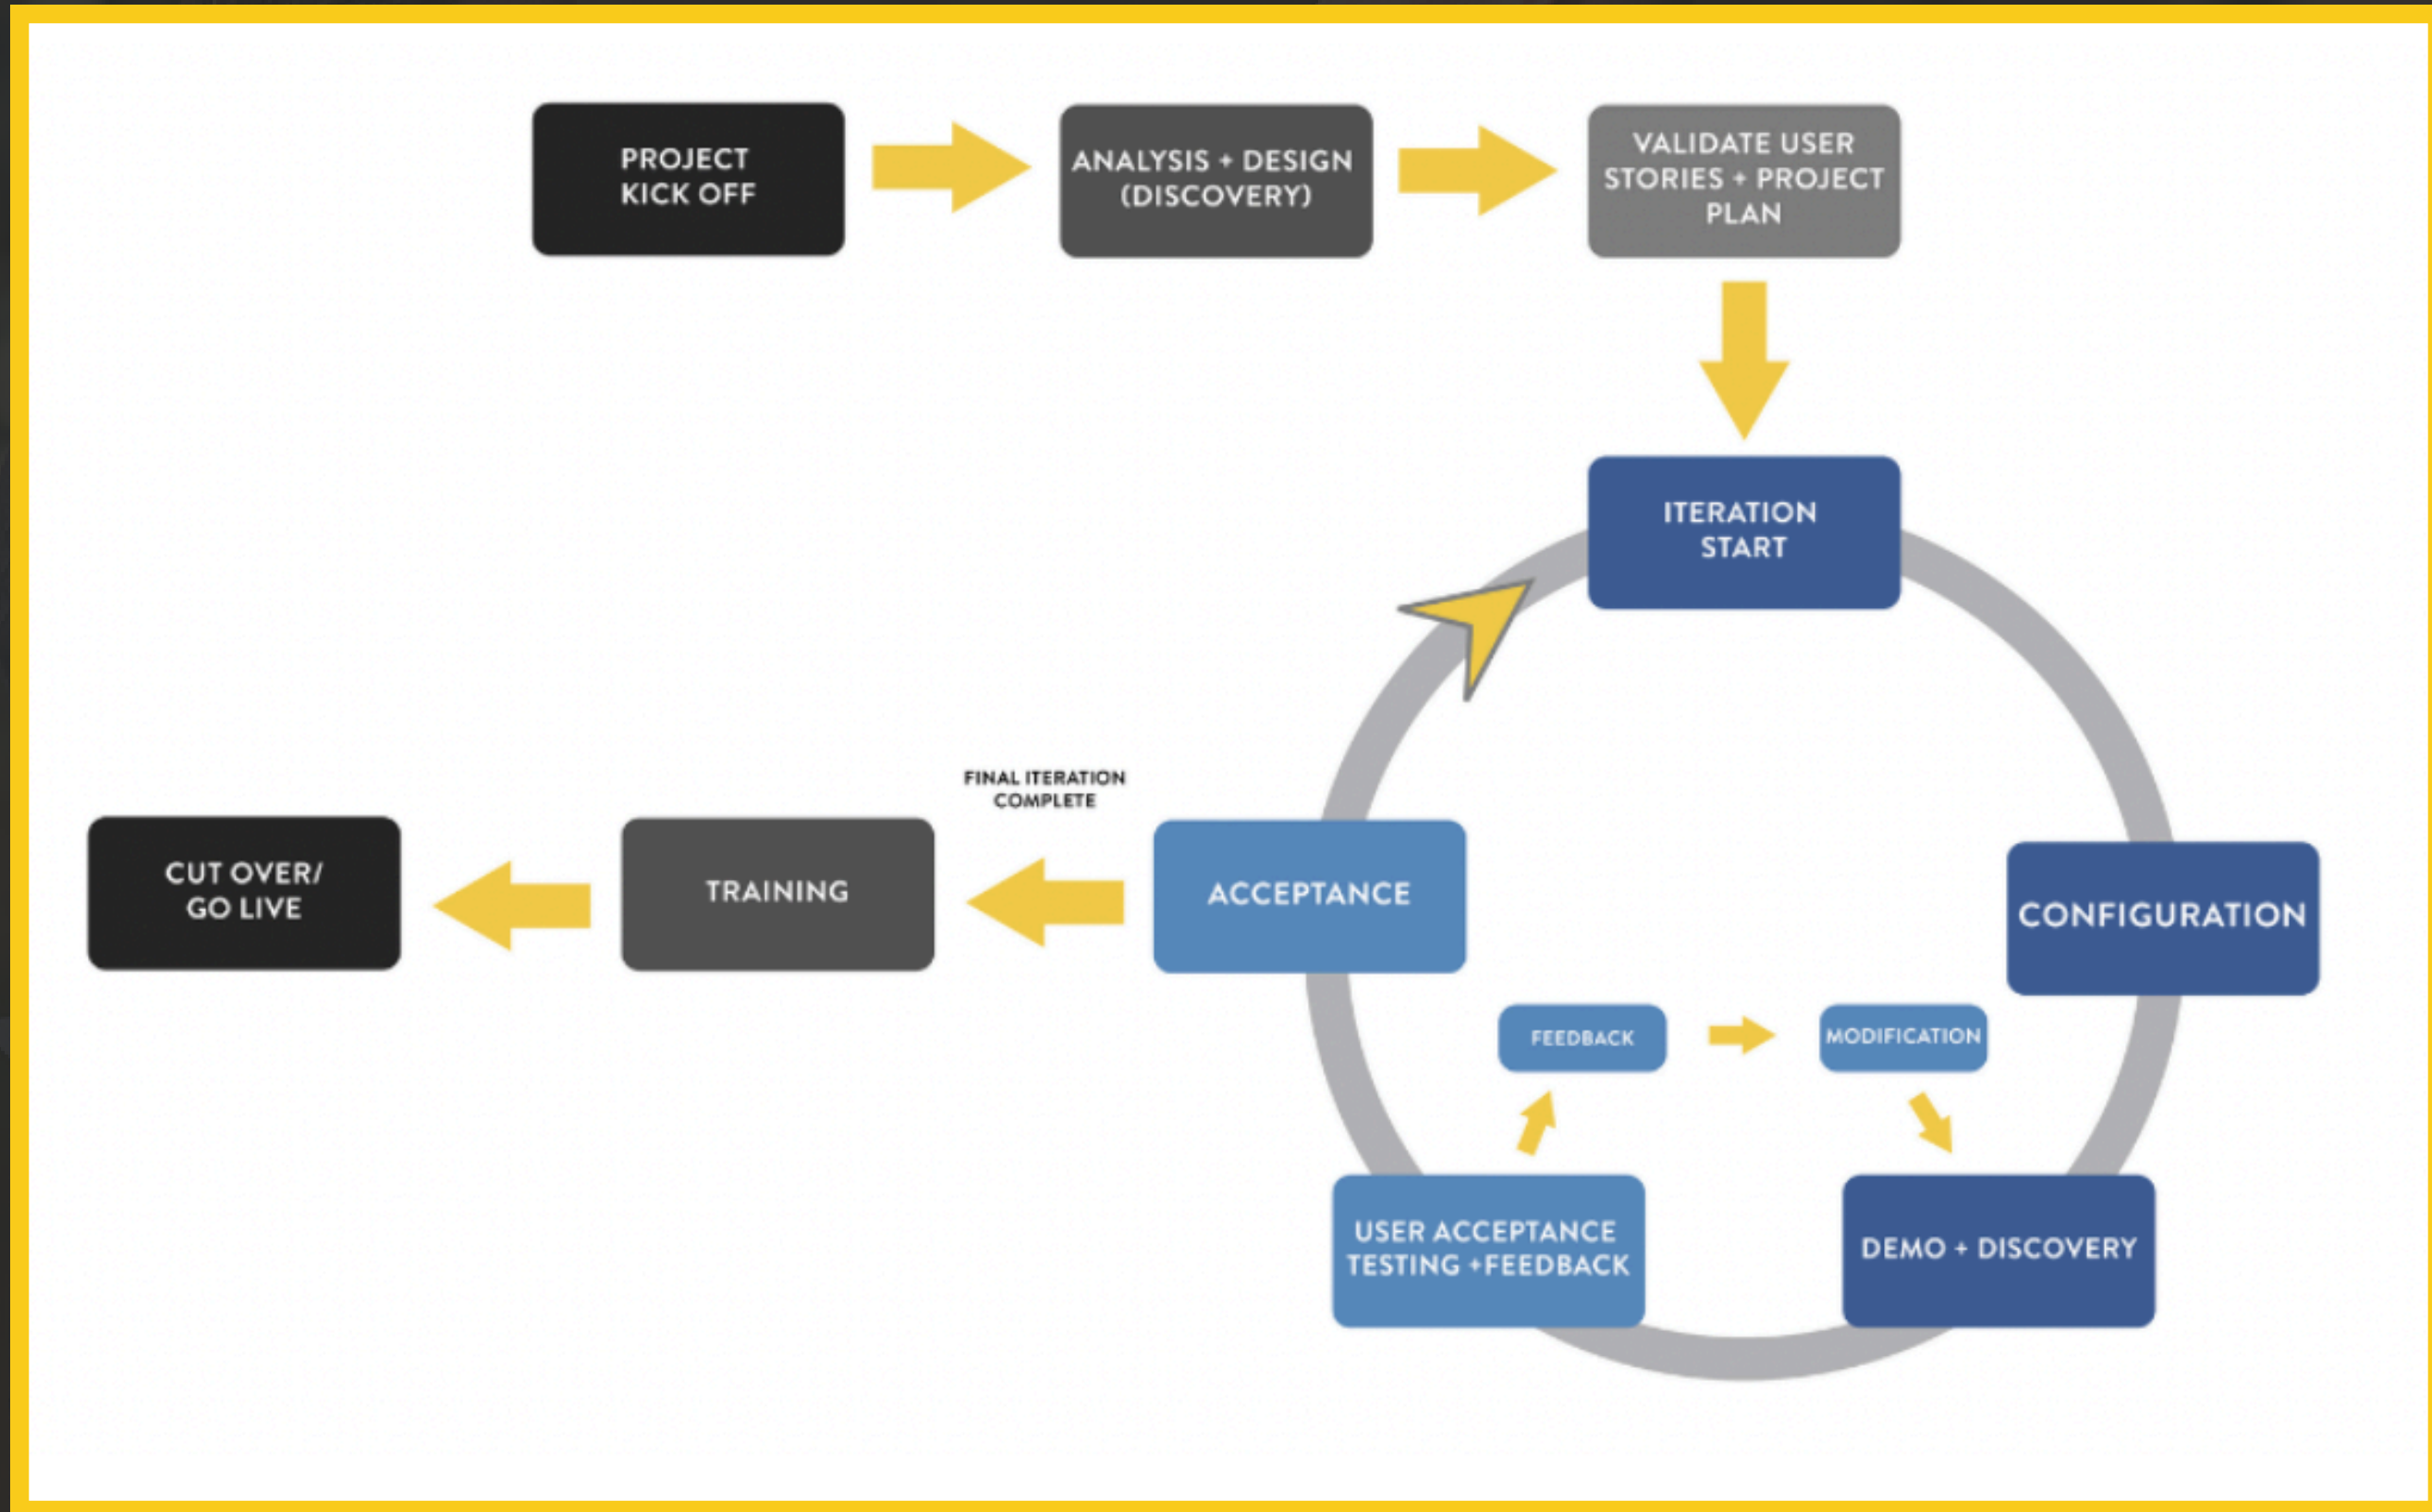 PROJECT
KICK OFF
ANALYSIS + DESIGN
(DISCOVERY)
VALIDATE USER
STORIES + PROJECT
PLAN
ITERATION
START
CONFIGURATION
DEMO + DISCOVERY
USER ACCEPTANCE
TESTING +FEEDBACK
FEEDBACK
MODIFICATION
ACCEPTANCE
FINAL ITERATION
COMPLETE
TRAINING
CUT OVER/
GO LIVE